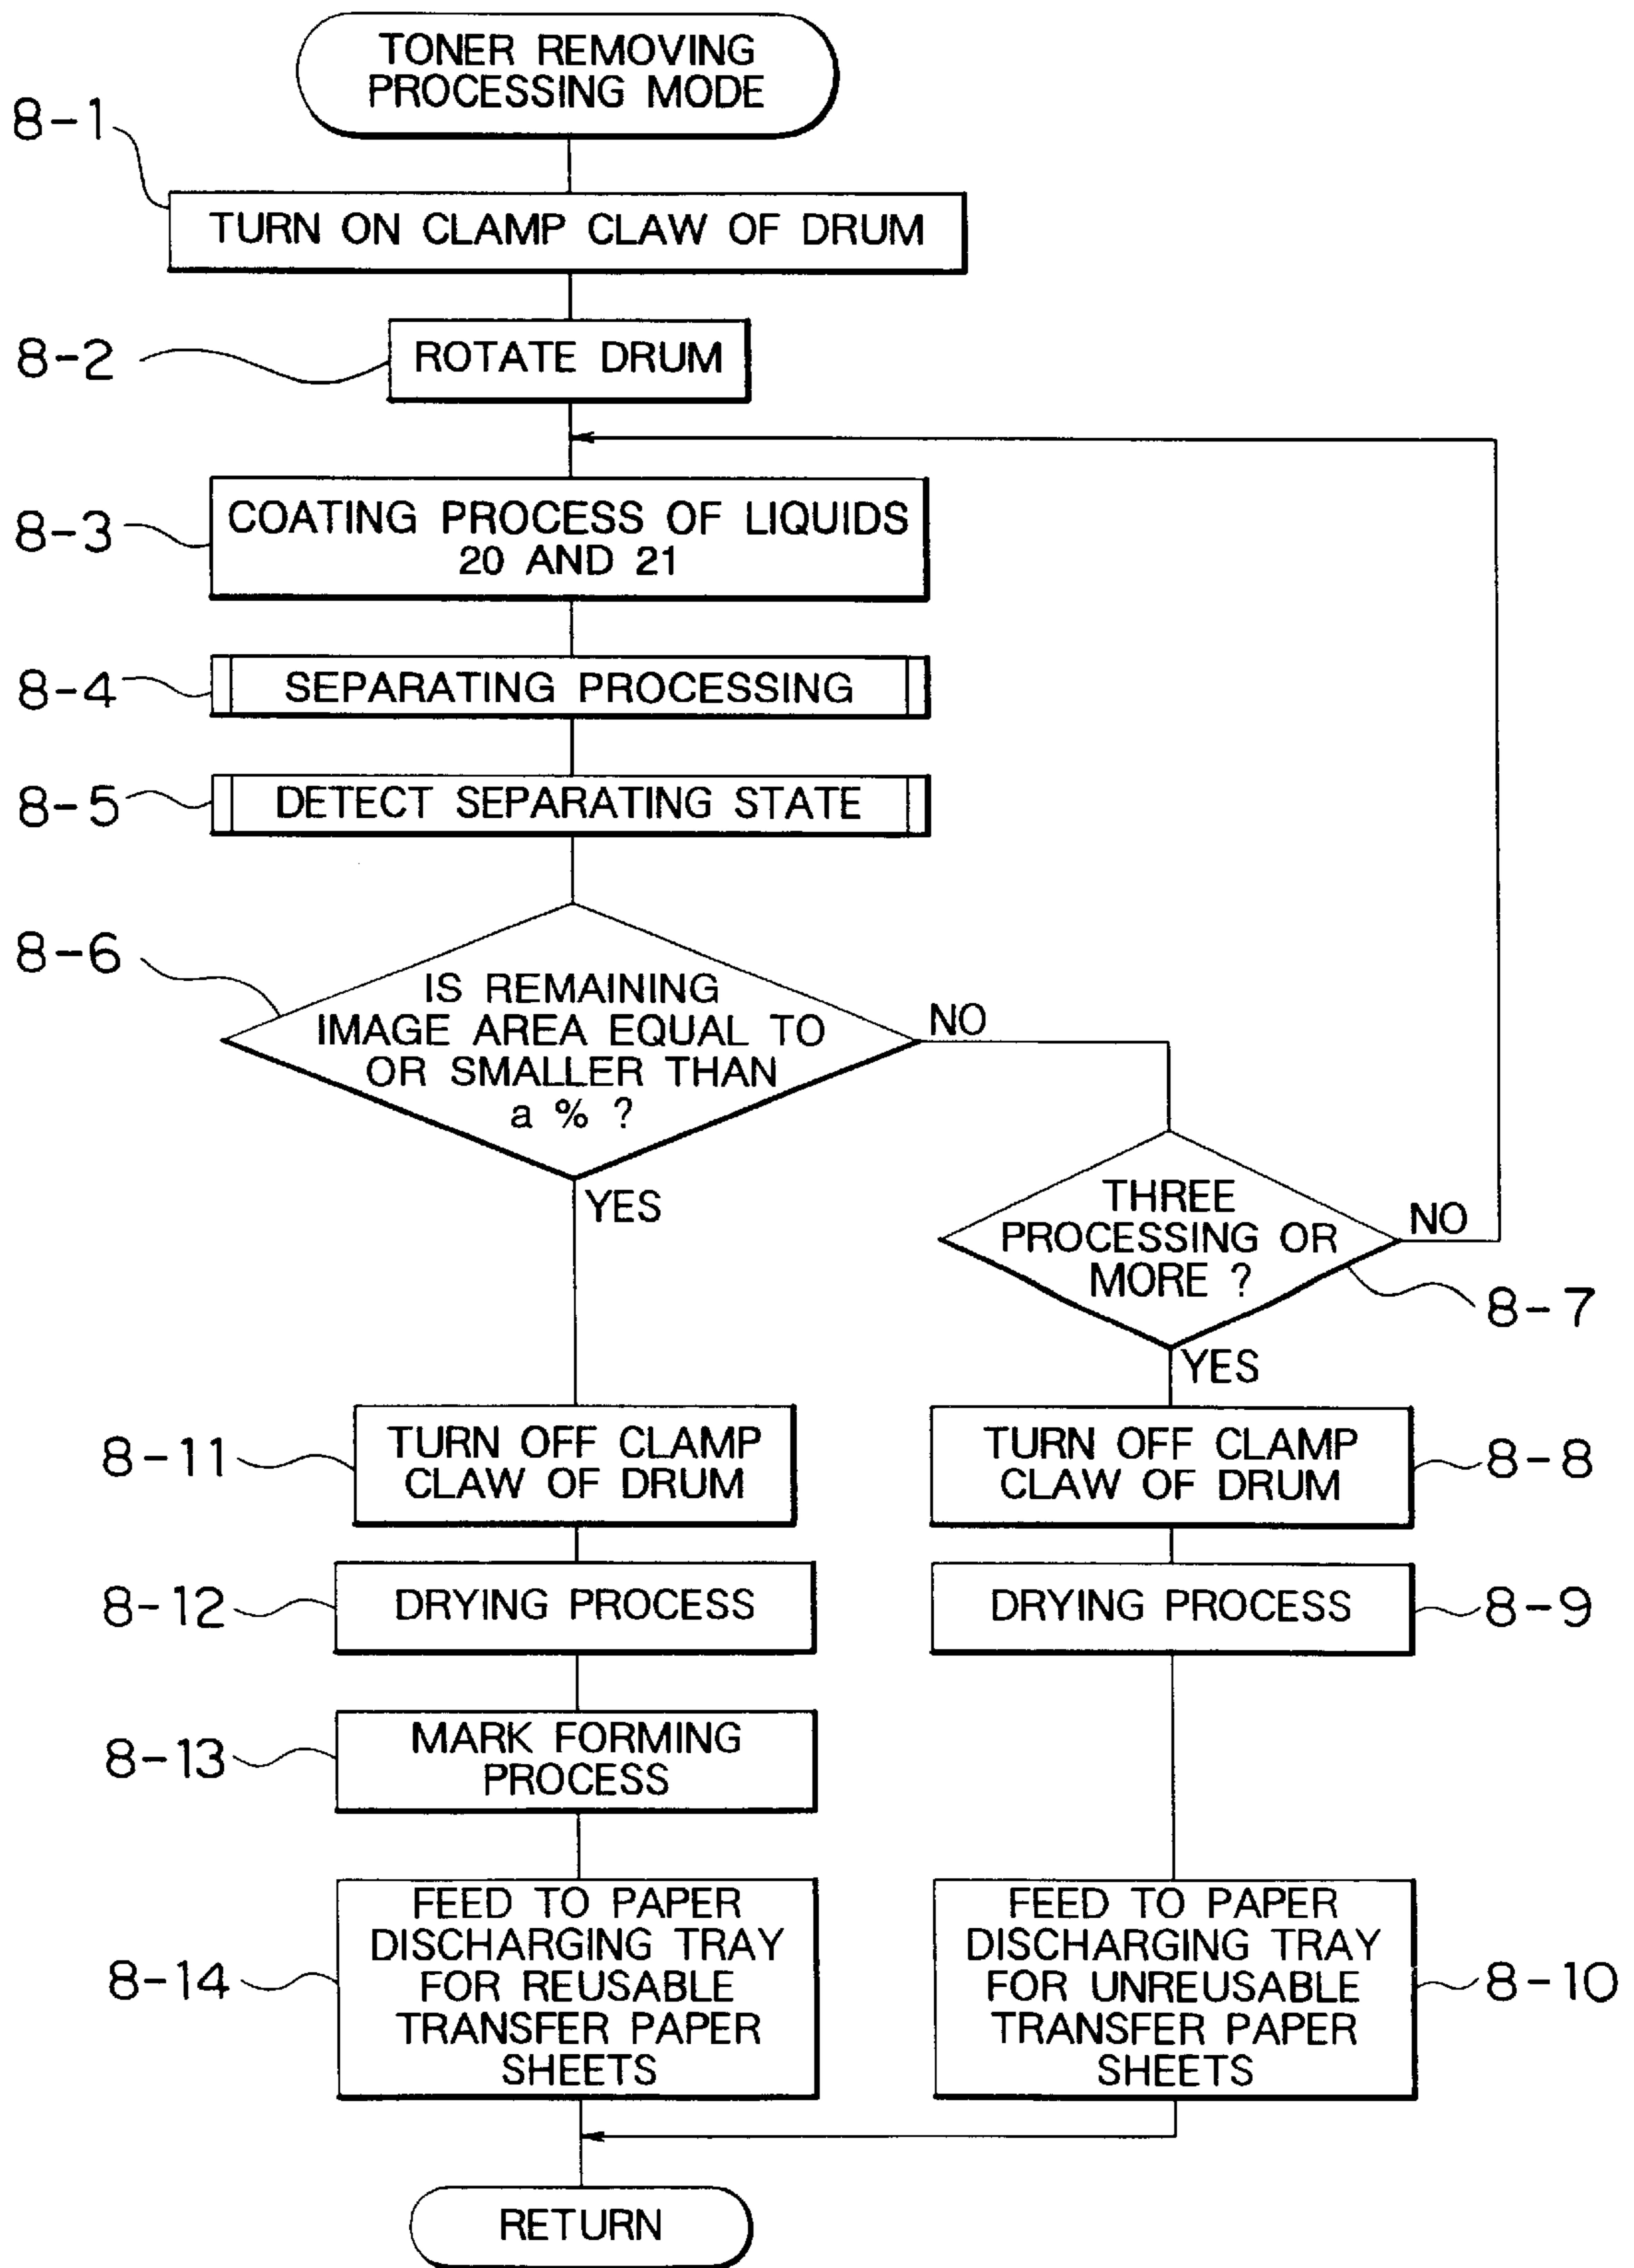 TONER REMOVING
PROCESSING MODE
8-1
TURN ON CLAMP CLAW OF DRUM
8-2
ROTATE DRUM
8-3
COATING PROCESS OF LIQUIDS
20 AND 21
8-4
SEPARATING PROCESSING
8-5
DETECT SEPARATING STATE
8-6
IS REMAINING
IMAGE AREA EQUAL TO
OR SMALLER THAN
a % ?
NO
YES
THREE
PROCESSING OR
MORE ?
NO
8-7
YES
8-11
TURN OFF CLAMP
CLAW OF DRUM
TURN OFF CLAMP
CLAW OF DRUM
8-8
8-12
DRYING PROCESS
DRYING PROCESS
8-9
8-13
MARK FORMING
PROCESS
8-14
FEED TO PAPER
DISCHARGING TRAY
FOR REUSABLE
TRANSFER PAPER
SHEETS
FEED TO PAPER
DISCHARGING TRAY
FOR UNREUSABLE
TRANSFER PAPER
SHEETS
8-10
RETURN